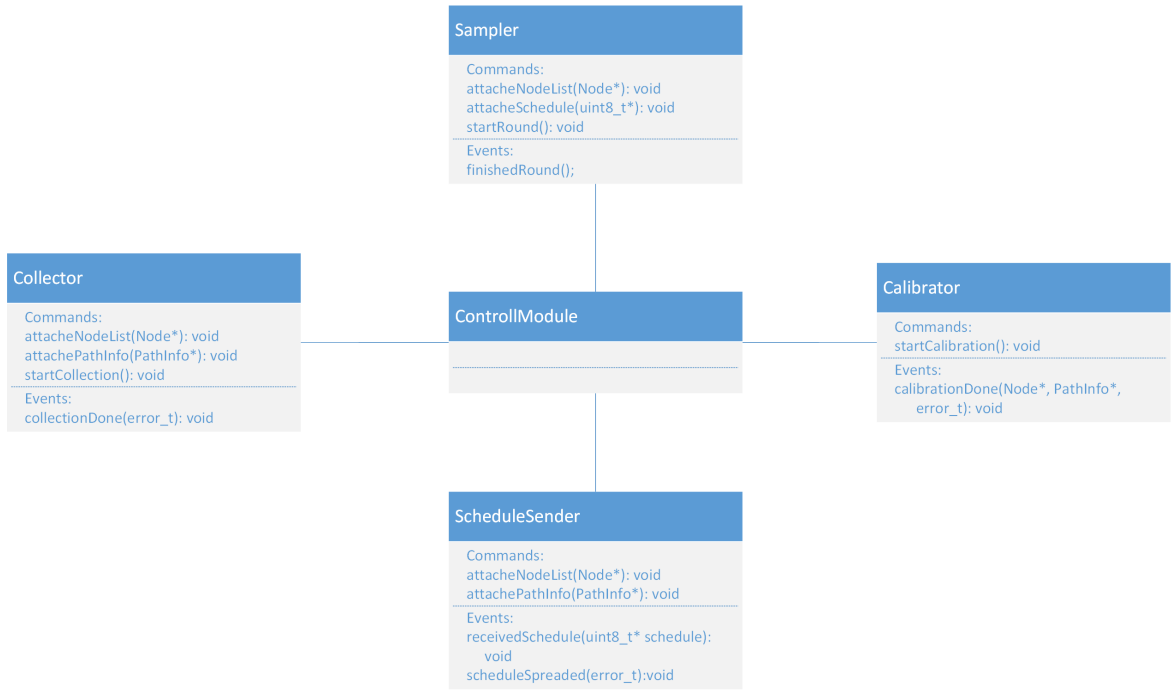 Sampler
Commands:
attacheNodeList(Node*): void
attacheSchedule(uint8_t*): void
startRound(): void
Events:
finishedRound();
Collector
Commands:
attacheNodeList(Node*): void
attachePathInfo(PathInfo*): void
startCollection(): void
Events:
collectionDone(error_t): void
ControllModule
Calibrator
Commands:
startCalibration(): void
Events:
calibrationDone(Node*, PathInfo*,
error_t): void
ScheduleSender
Commands:
attacheNodeList(Node*): void
attachePathInfo(PathInfo*): void
Events:
receivedSchedule(uint8_t* schedule):
void
scheduleSpreaded(error_t):void